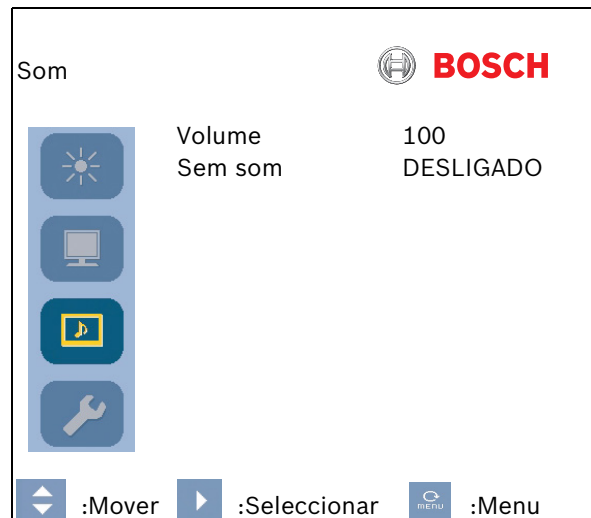 Som
BOSCH
Volume 100
Sem som DESLIGADO
:Mover :Seleccionar MENU :Menu